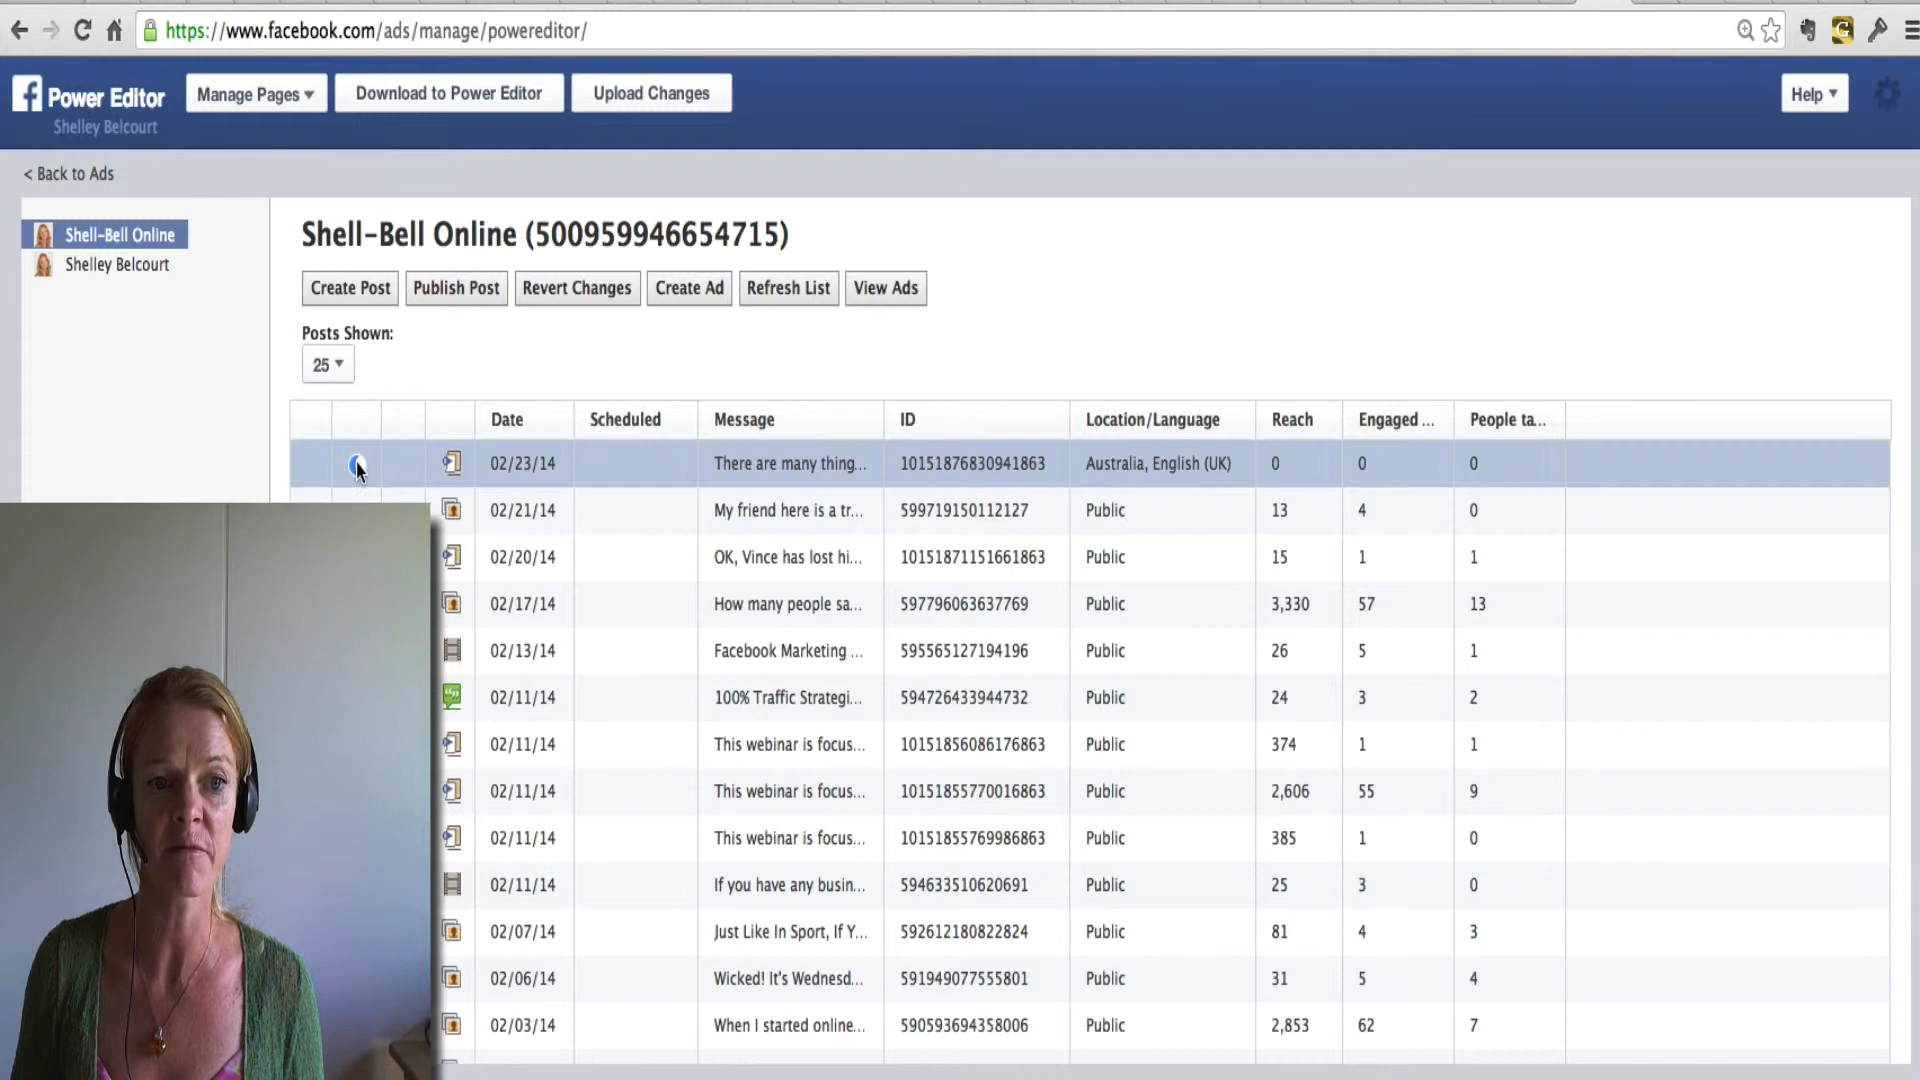 https://www.facebook.com/ads/manage/powereditor/
Power Editor
Shelley Belcourt
Manage Pages
Download to Power Editor
Upload Changes
Help
< Back to Ads
Shell-Bell Online
Shelley Belcourt
Shell-Bell Online (500959946654715)
Create Post
Publish Post
Revert Changes
Create Ad
Refresh List
View Ads
Posts Shown:
25
Date Scheduled Message ID Location/Language Reach Engaged ... People ta...
02/23/14 There are many thing... 10151876830941863 Australia, English (UK) 0 0 0
02/21/14 My friend here is a tr... 599719150112127 Public 13 4 0
02/20/14 OK, Vince has lost hi... 10151871151661863 Public 15 1 1
02/17/14 How many people sa... 597796063637769 Public 3,330 57 13
02/13/14 Facebook Marketing ... 595565127194196 Public 26 5 1
02/11/14 100% Traffic Strategi... 594726433944732 Public 24 3 2
02/11/14 This webinar is focus... 10151856086176863 Public 374 1 1
02/11/14 This webinar is focus... 10151855770016863 Public 2,606 55 9
02/11/14 This webinar is focus... 10151855769986863 Public 385 1 0
02/11/14 If you have any busin... 594633510620691 Public 25 3 0
02/07/14 Just Like In Sport, If Y... 592612180822824 Public 81 4 3
02/06/14 Wicked! It's Wednesd... 591949077555801 Public 31 5 4
02/03/14 When I started online... 590593694358006 Public 2,853 62 7